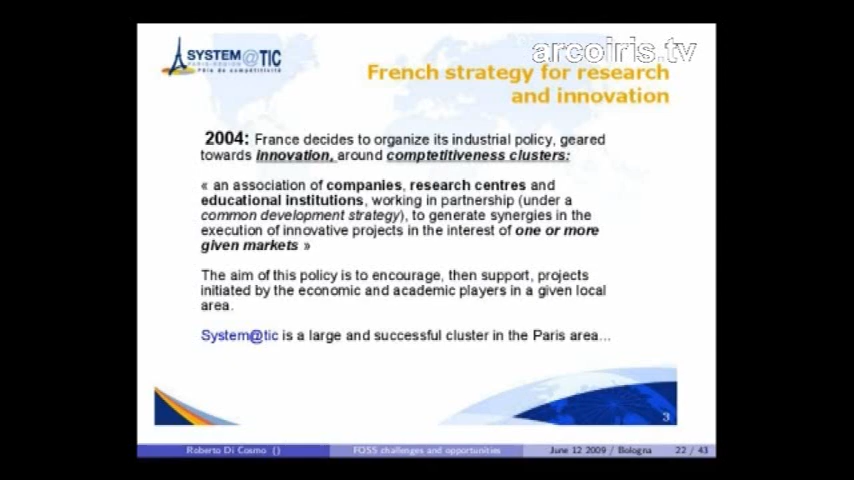 arcoiris.tv
SYSTEM@TIC
PARIS-REGION
Pôle de compétitivité
French strategy for research
and innovation
2004: France decides to organize its industrial policy, geared
towards innovation, around comptetitiveness clusters:
« an association of companies, research centres and
educational institutions, working in partnership (under a
common development strategy), to generate synergies in the
execution of innovative projects in the interest of one or more
given markets »
The aim of this policy is to encourage, then support, projects
initiated by the economic and academic players in a given local
area.
System@tic is a large and successful cluster in the Paris area...
3
Roberto Di Cosmo () FOSS challenges and opportunities June 12 2009 / Bologna 22 / 43